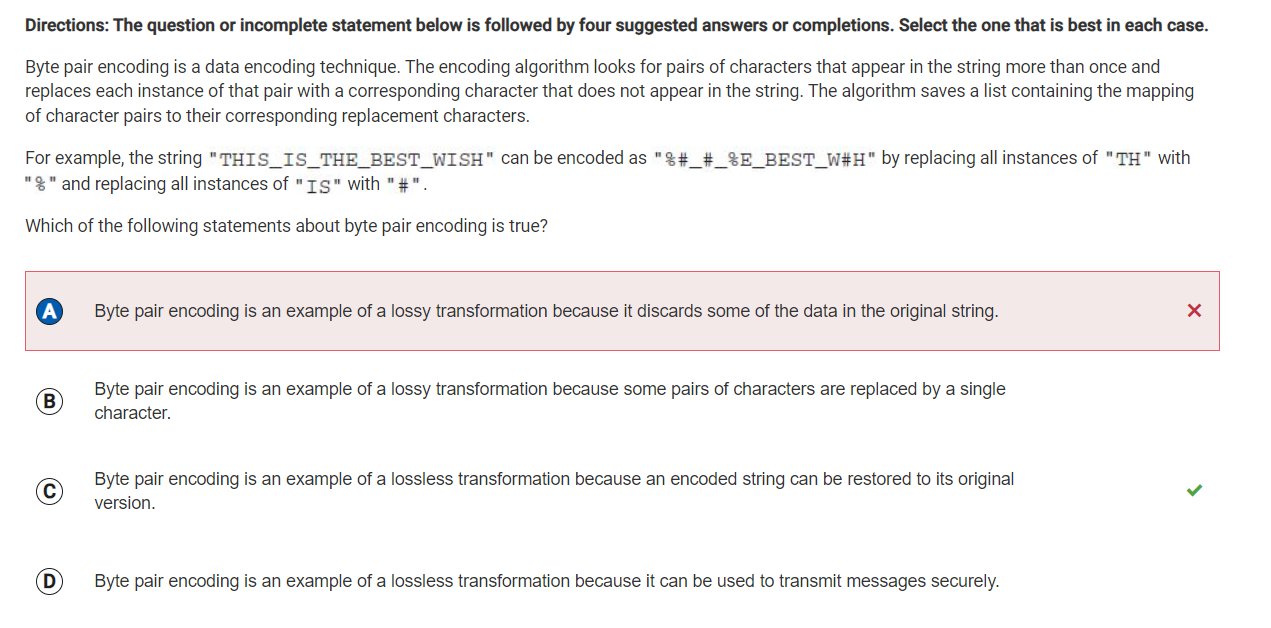 Directions: The question or incomplete statement below is followed by four suggested answers or completions. Select the one that is best in each case.
Byte pair encoding is a data encoding technique. The encoding algorithm looks for pairs of characters that appear in the string more than once and
replaces each instance of that pair with a corresponding character that does not appear in the string. The algorithm saves a list containing the mapping
of character pairs to their corresponding replacement characters.
For example, the string "THIS_IS_THE_BEST_WISH" can be encoded as "%#_#_%E_BEST_W#H" by replacing all instances of "TH" with
"%" and replacing all instances of "IS" with "#".
Which of the following statements about byte pair encoding is true?
A Byte pair encoding is an example of a lossy transformation because it discards some of the data in the original string.
B Byte pair encoding is an example of a lossy transformation because some pairs of characters are replaced by a single
character.
C Byte pair encoding is an example of a lossless transformation because an encoded string can be restored to its original
version.
D Byte pair encoding is an example of a lossless transformation because it can be used to transmit messages securely.